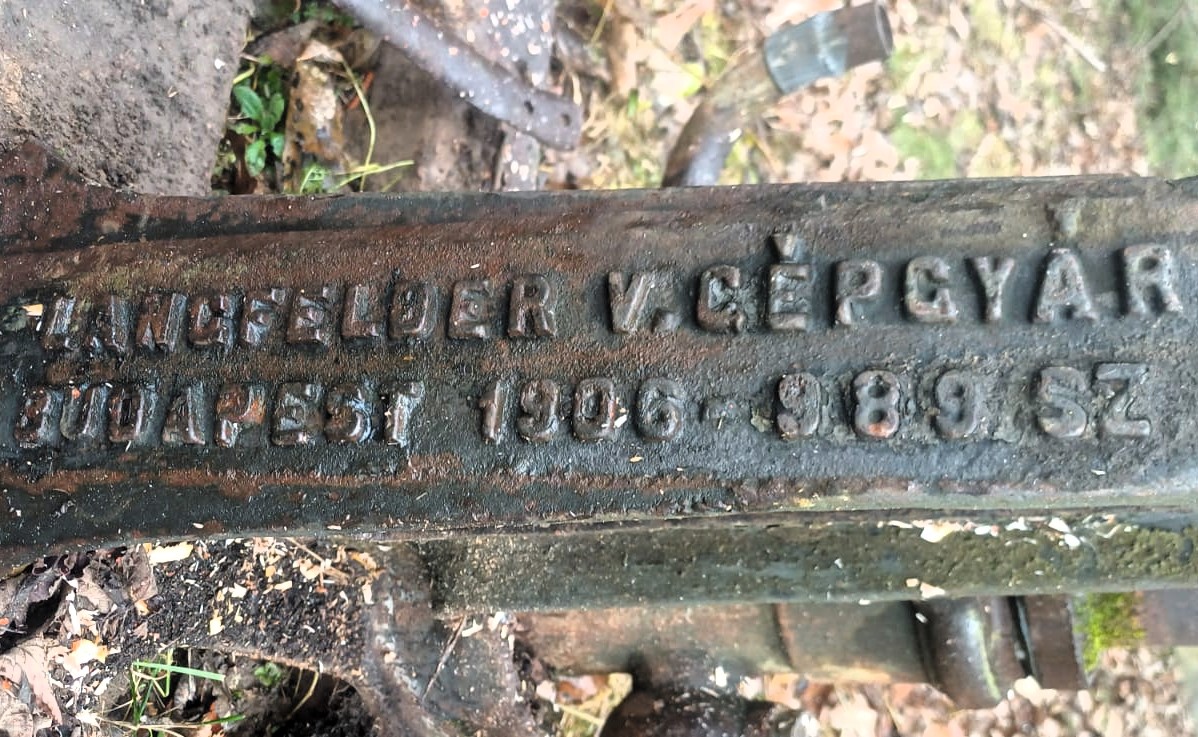 LANGFELDER V. GÉPGYÁR
BUDAPEST 1906 - 989 SZ